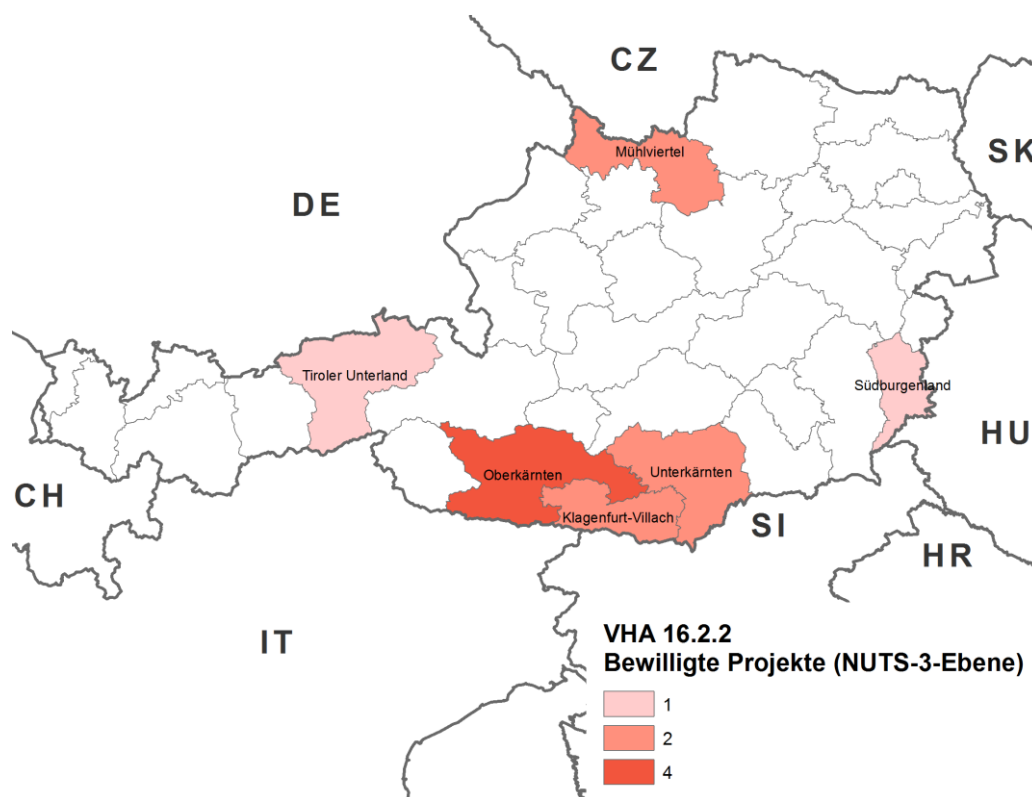 CZ
SK
Mühlviertel
DE
Tiroler Unterland
Südburgenland
HU
Oberkärnten
Unterkärnten
CH
Klagenfurt-Villach
SI
HR
IT
VHA 16.2.2
Bewilligte Projekte (NUTS-3-Ebene)
1
2
4